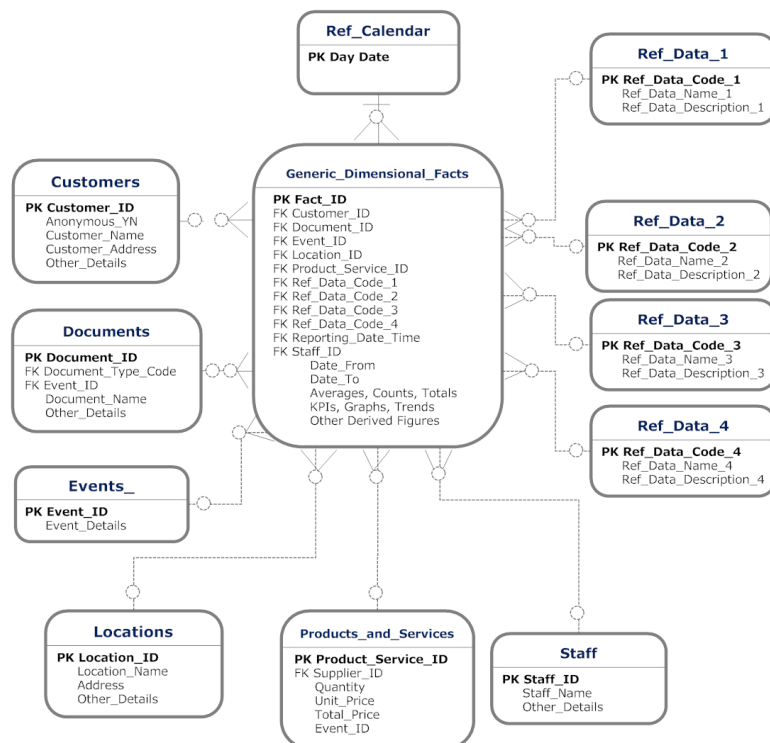 Ref_Calendar
PK Day Date
Ref_Data_1
PK Ref_Data_Code_1
Ref_Data_Name_1
Ref_Data_Description_1
Generic_Dimensional_Facts
PK Fact_ID
FK Customer_ID
FK Document_ID
FK Event_ID
FK Location_ID
FK Product_Service_ID
FK Ref_Data_Code_1
FK Ref_Data_Code_2
FK Ref_Data_Code_3
FK Ref_Data_Code_4
FK Reporting_Date_Time
FK Staff_ID
Date_From
Date_To
Averages, Counts, Totals
KPIs, Graphs, Trends
Other Derived Figures
Customers
PK Customer_ID
Anonymous_YN
Customer_Name
Customer_Address
Other_Details
Ref_Data_2
PK Ref_Data_Code_2
Ref_Data_Name_2
Ref_Data_Description_2
Documents
PK Document_ID
FK Document_Type_Code
FK Event_ID
Document_Name
Other_Details
Ref_Data_3
PK Ref_Data_Code_3
Ref_Data_Name_3
Ref_Data_Description_3
Ref_Data_4
PK Ref_Data_Code_4
Ref_Data_Name_4
Ref_Data_Description_4
Events_
PK Event_ID
Event_Details
Locations
PK Location_ID
Location_Name
Address
Other_Details
Products_and_Services
PK Product_Service_ID
FK Supplier_ID
Quantity
Unit_Price
Total_Price
Event_ID
Staff
PK Staff_ID
Staff_Name
Other_Details